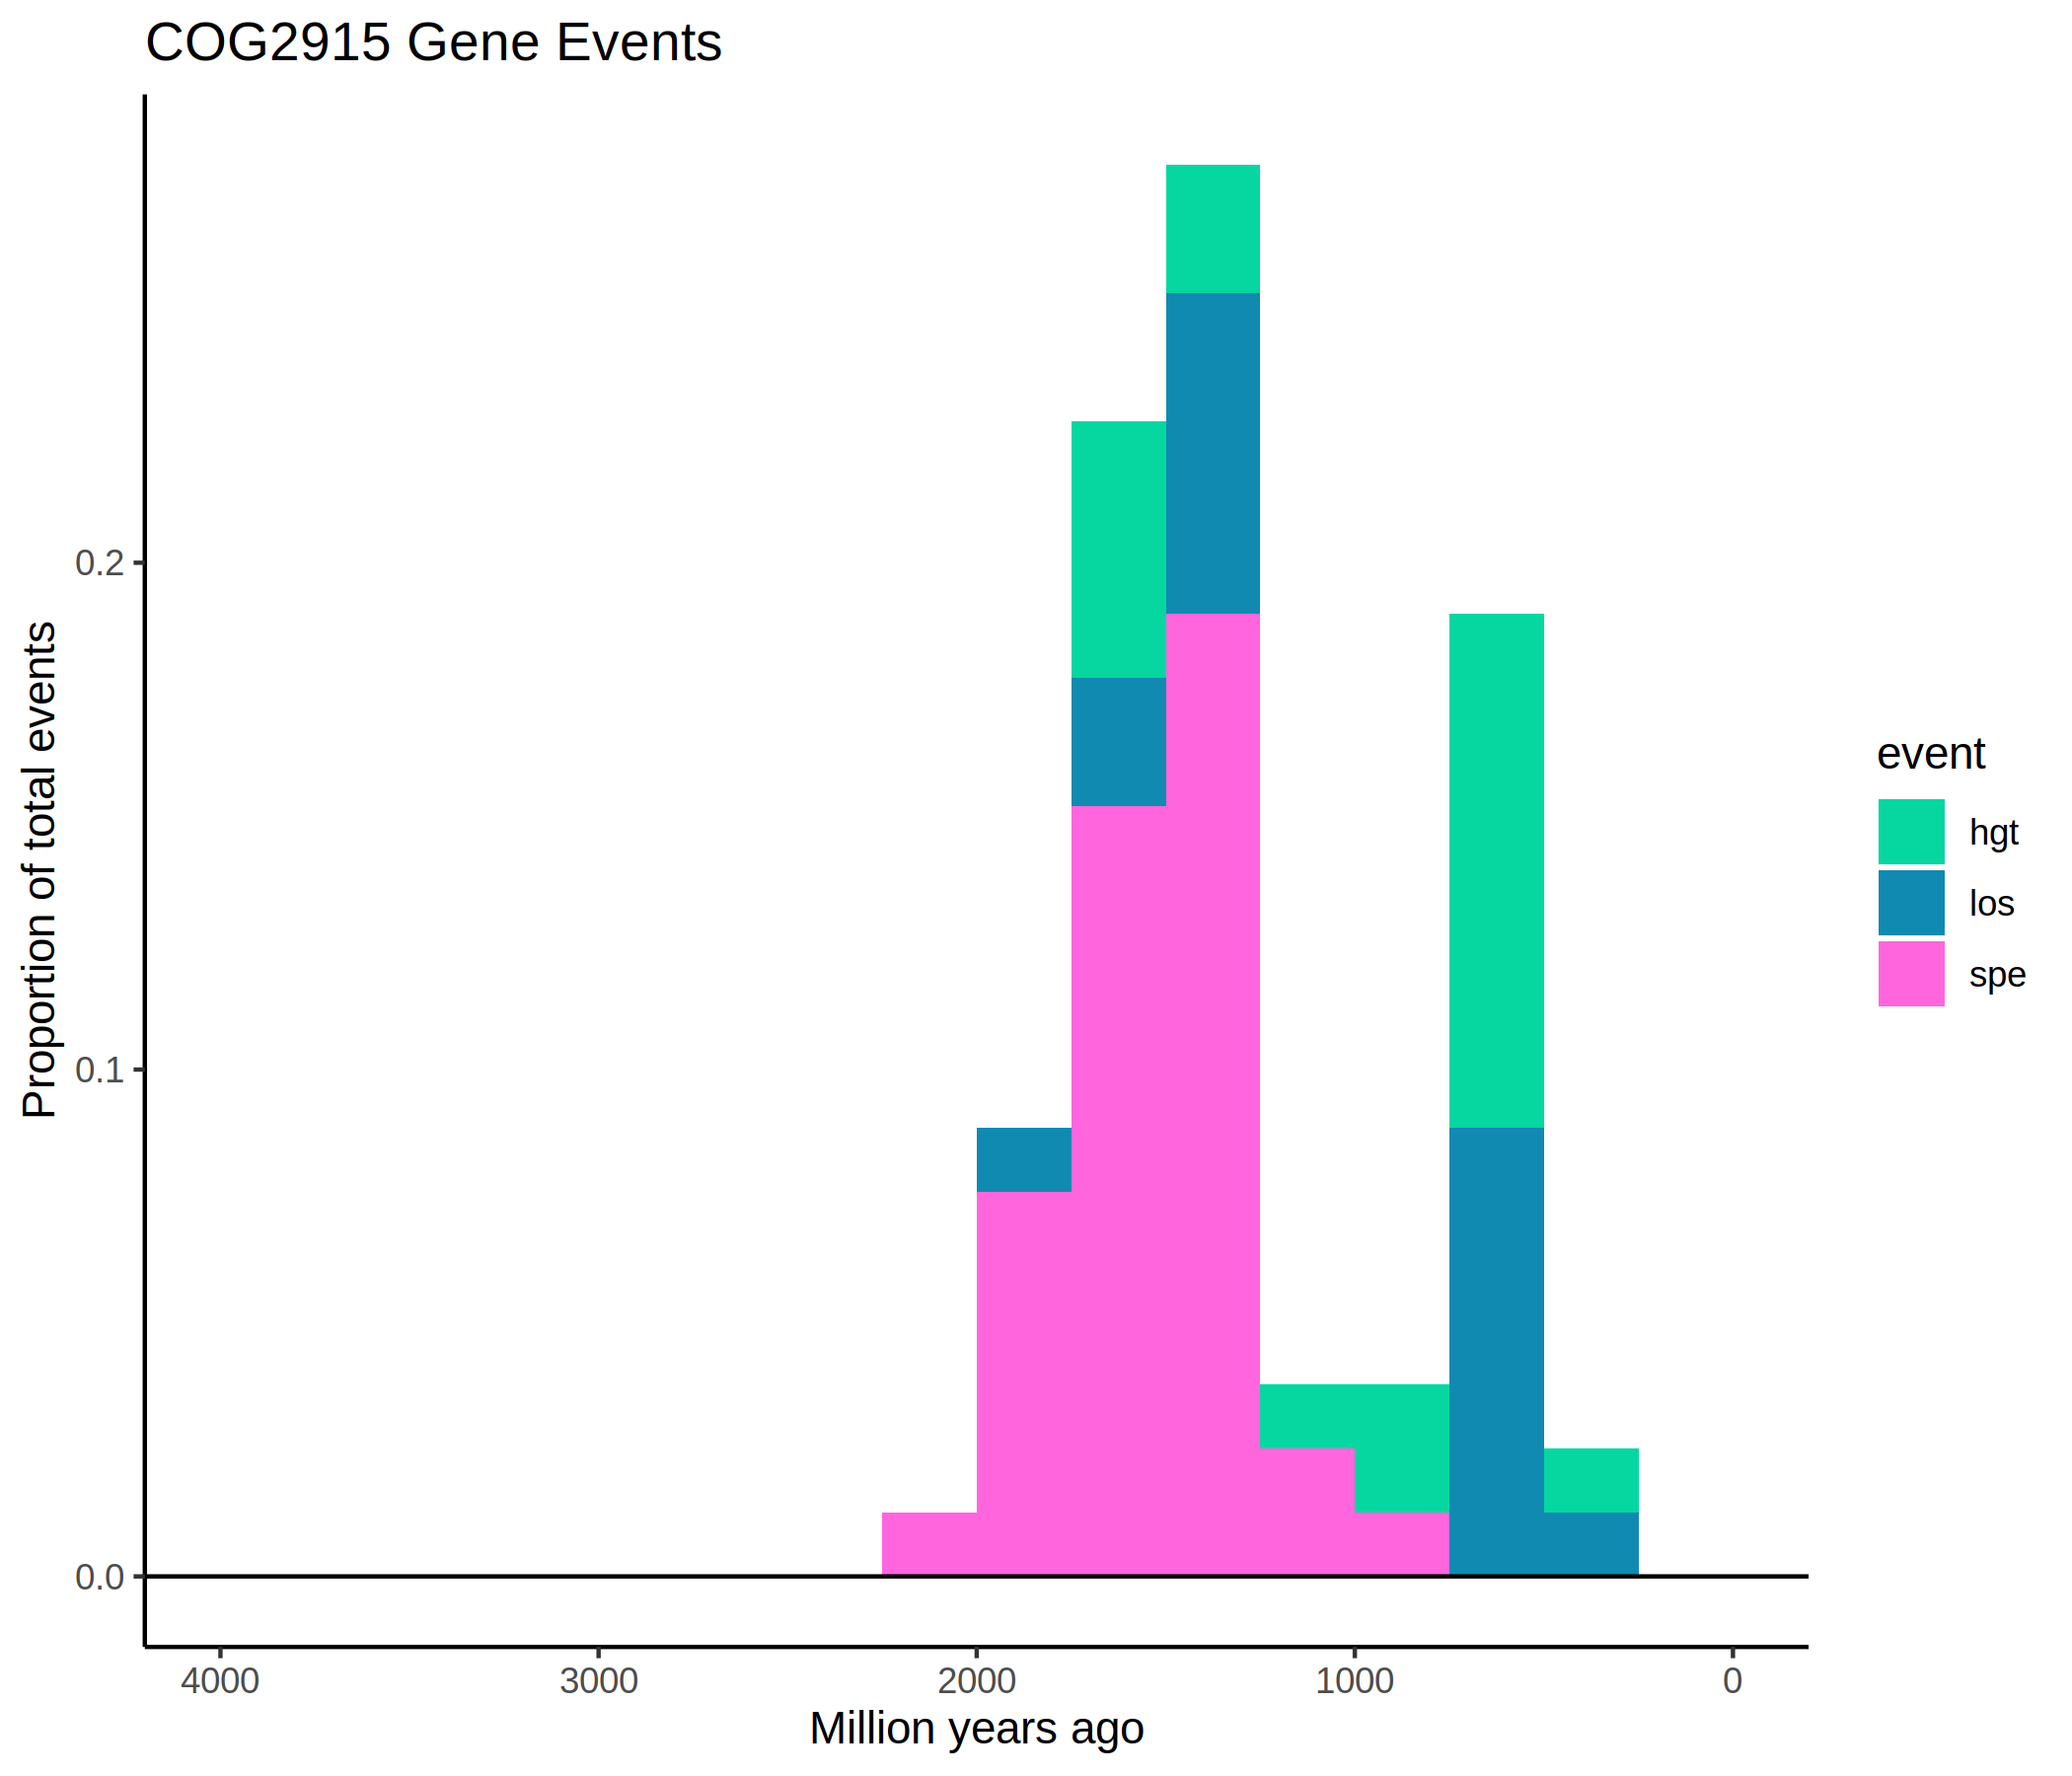 COG2915 Gene Events
Proportion of total events
0.2
0.1
0.0
4000 3000 2000 1000 0
Million years ago
event
hgt
los
spe